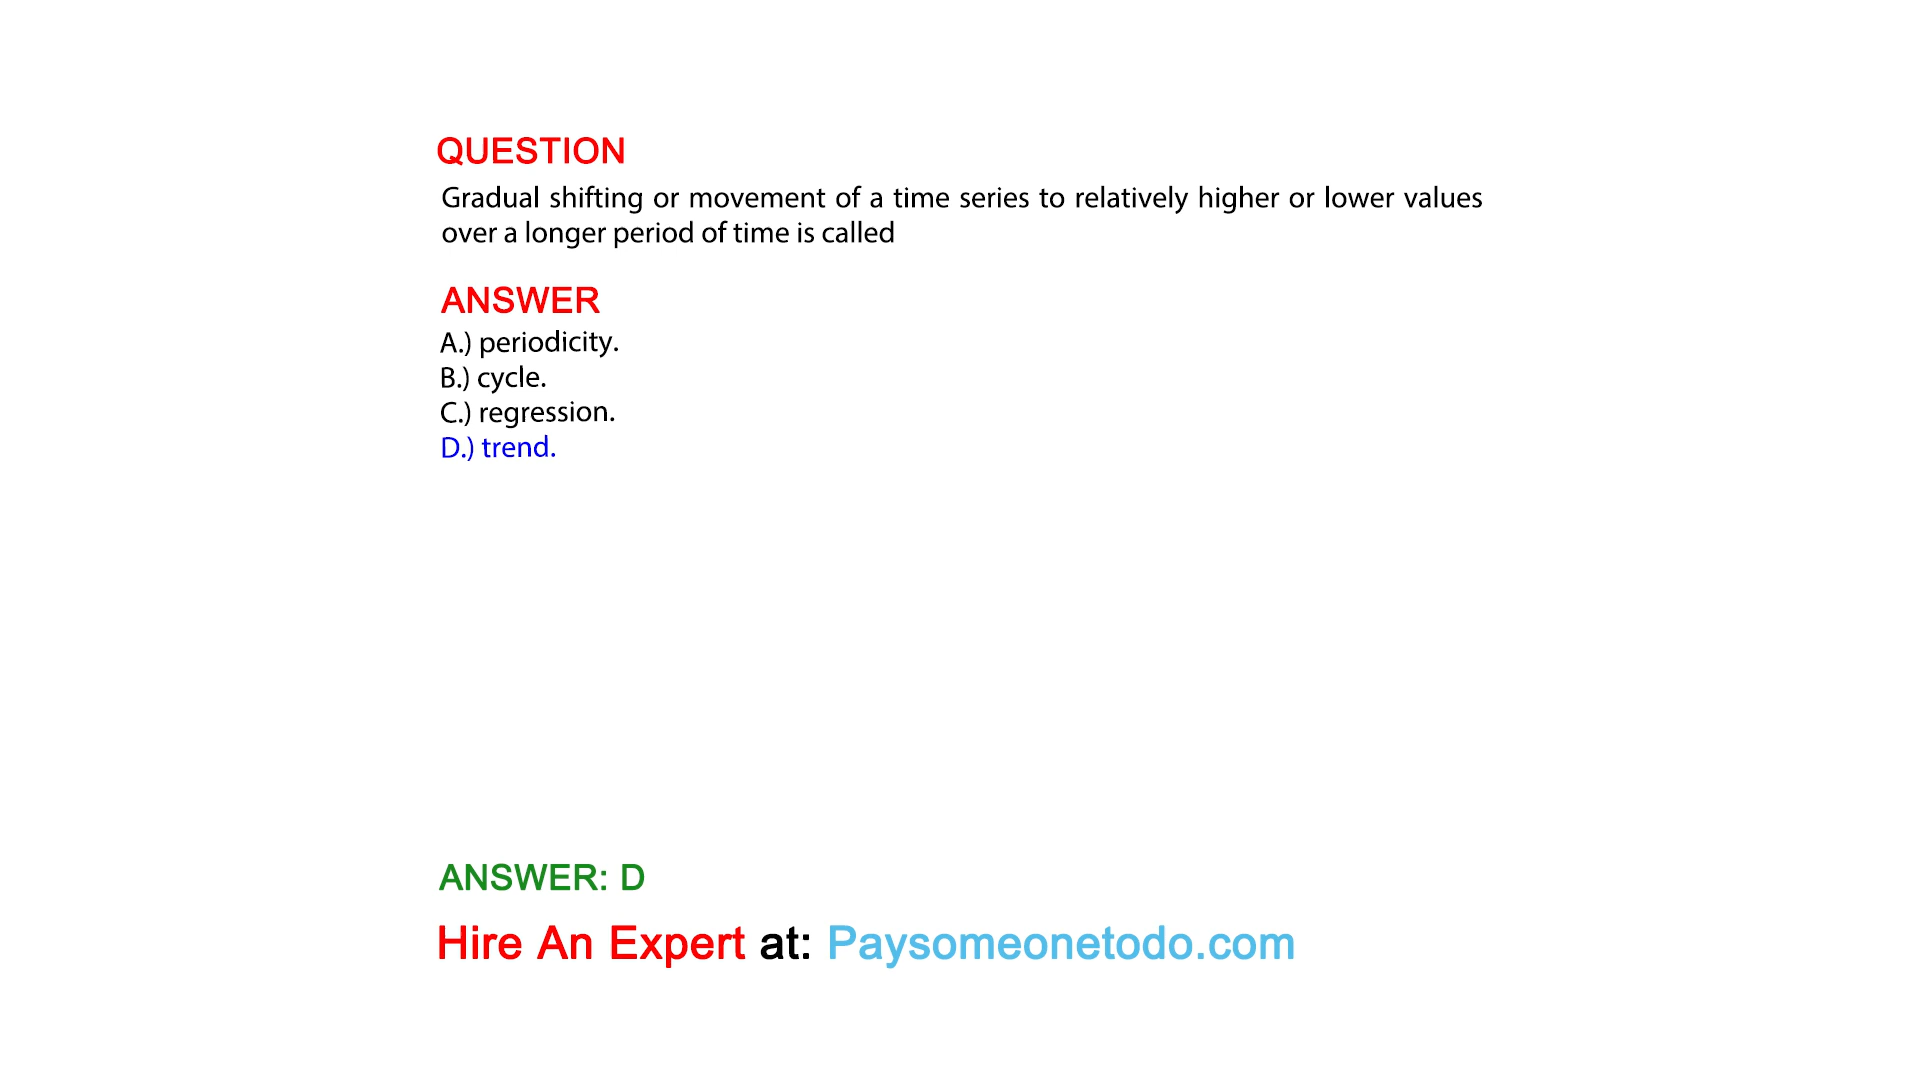 QUESTION
Gradual shifting or movement of a time series to relatively higher or lower values
over a longer period of time is called
ANSWER
A.) periodicity.
B.) cycle.
C.) regression.
D.) trend.
ANSWER: D
Hire An Expert at: Paysomeonetodo.com